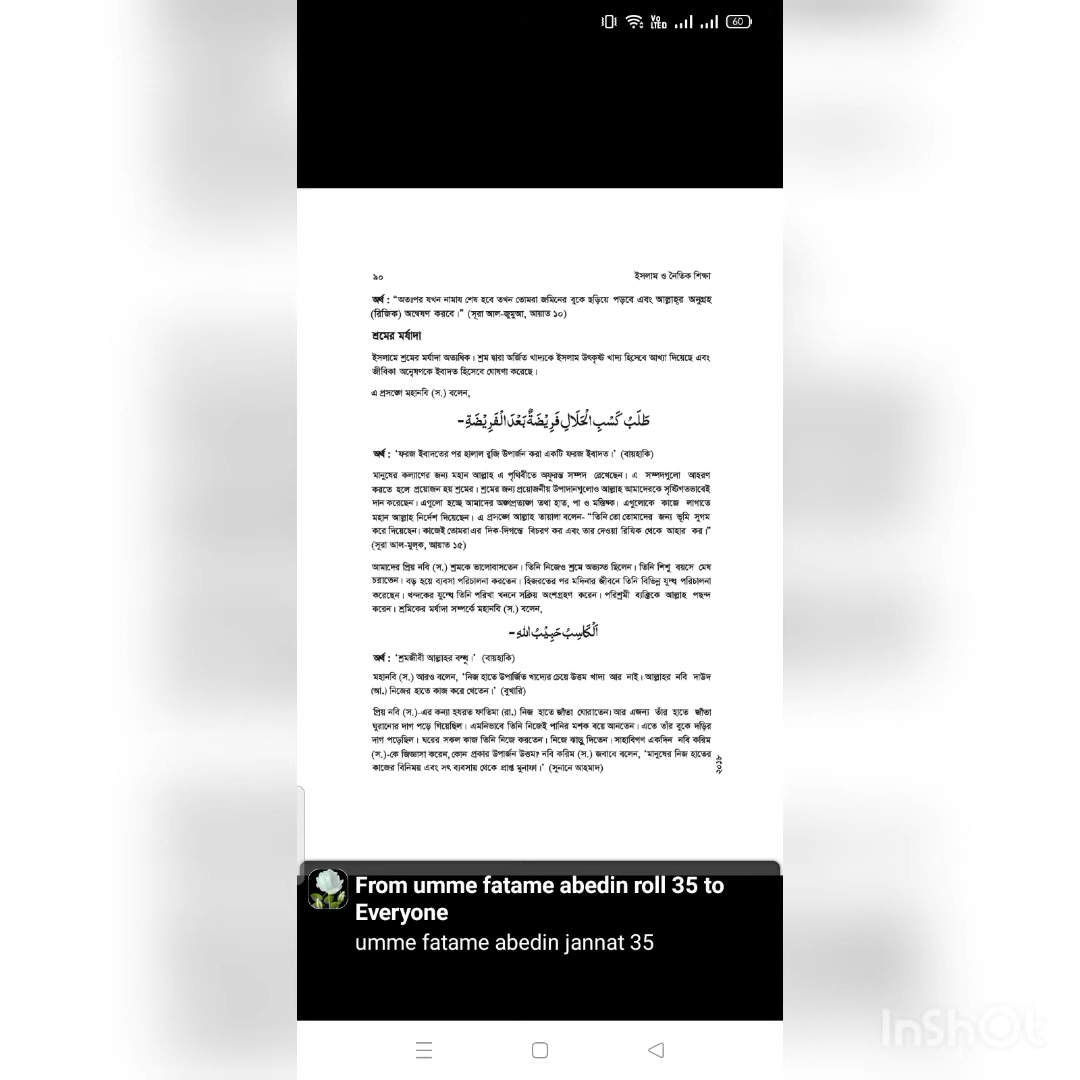 Vo
LTED
60
৯০
ইসলাম ও নৈতিক শিক্ষা
অর্থ : “অতঃপর যখন নামায শেষ হবে তখন তোমরা জমিনের বুকে ছড়িয়ে পড়বে এবং আল্লাহর অনুগ্রহ
(রিজিক) অন্বেষণ করবে।” (সূরা আল-জুমুআ, আয়াত ১০)
শ্রমের মর্যাদা
ইসলামে শ্রমের মর্যাদা অত্যধিক। শ্রম দ্বারা অর্জিত খাদ্যকে ইসলাম উৎকৃষ্ট খাদ্য হিসেবে আখ্যা দিয়েছে এবং
জীবিকা অন্বেষণকে ইবাদত হিসেবে ঘোষণা করেছে।
এ প্রসঙ্গে মহানবি (স.) বলেন,
طَلَبُ كَسْبِ الْحَلَالِ فَرِيْضَةٌ بَعْدَ الْفَرِيْضَةِ-
অর্থ : ‘ফরজ ইবাদতের পর হালাল রুজি উপার্জন করা একটি ফরজ ইবাদত।’ (বায়হাকি)
মানুষের কল্যাণের জন্য মহান আল্লাহ এ পৃথিবীতে অফুরন্ত সম্পদ রেখেছেন। এ সম্পদগুলো আহরণ
করতে হলে প্রয়োজন হয় শ্রমের। শ্রমের জন্য প্রয়োজনীয় উপাদানগুলোও আল্লাহ আমাদেরকে সৃষ্টিগতভাবেই
দান করেছেন। এগুলো হচ্ছে আমাদের অঙ্গপ্রত্যঙ্গ তথা হাত, পা ও মস্তিষ্ক। এগুলোকে কাজে লাগাতে
মহান আল্লাহ নির্দেশ দিয়েছেন। এ প্রসঙ্গে আল্লাহ তায়ালা বলেন- “তিনি তো তোমাদের জন্য ভূমি সুগম
করে দিয়েছেন। কাজেই তোমরা এর দিক-দিগন্তে বিচরণ কর এবং তার দেওয়া রিযিক থেকে আহার কর।”
(সূরা আল-মুলক, আয়াত ১৫)
আমাদের প্রিয় নবি (স.) শ্রমকে ভালোবাসতেন। তিনি নিজেও শ্রমে অভ্যস্ত ছিলেন। তিনি শিশু বয়সে মেষ
চরাতেন। বড় হয়ে ব্যবসা পরিচালনা করতেন। হিজরতের পর মদিনার জীবনে তিনি বিভিন্ন যুদ্ধ পরিচালনা
করেছেন। খন্দকের যুদ্ধে তিনি পরিখা খননে সক্রিয় অংশগ্রহণ করেন। পরিশ্রমী ব্যক্তিকে আল্লাহ পছন্দ
করেন। শ্রমিকের মর্যাদা সম্পর্কে মহানবি (স.) বলেন,
اَلْكَاسِبُ حَبِيْبُ اللهِ-
অর্থ : ‘শ্রমজীবী আল্লাহর বন্ধু।’ (বায়হাকি)
মহানবি (স.) আরও বলেন, ‘নিজ হাতে উপার্জিত খাদ্যের চেয়ে উত্তম খাদ্য আর নাই। আল্লাহর নবি দাউদ
(আ.) নিজের হাতে কাজ করে খেতেন।’ (বুখারি)
প্রিয় নবি (স.)-এর কন্যা হযরত ফাতিমা (রা.) নিজ হাতে জাঁতা ঘোরাতেন। আর এজন্য তাঁর হাতে জাঁতা
ঘুরানোর দাগ পড়ে গিয়েছিল। এমনিভাবে তিনি নিজেই পানির মশক বয়ে আনতেন। এতে তাঁর বুকে দড়ির
দাগ পড়েছিল। ঘরের সকল কাজ তিনি নিজে করতেন। নিজে ঝাড়ু দিতেন। সাহাবিগণ একদিন নবি করিম
(স.)-কে জিজ্ঞাসা করেন, কোন প্রকার উপার্জন উত্তম? নবি করিম (স.) জবাবে বলেন, ‘মানুষের নিজ হাতের
কাজের বিনিময় এবং সৎ ব্যবসায় থেকে প্রাপ্ত মুনাফা।’ (সুনানে আহমাদ)
২০১৮
From umme fatame abedin roll 35 to
Everyone
umme fatame abedin jannat 35
InShOt